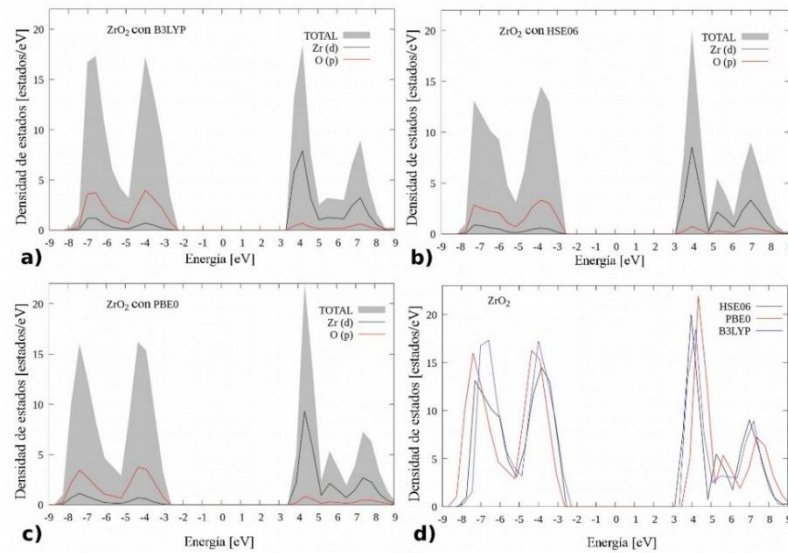 ZrO₂ con B3LYP
TOTAL
Zr (d)
O (p)
Densidad de estados [estados/eV]
20
15
10
5
0
-9 -8 -7 -6 -5 -4 -3 -2 -1 0 1 2 3 4 5 6 7 8 9
Energía [eV]
a)
ZrO₂ con HSE06
TOTAL
Zr (d)
O (p)
Densidad de estados [estados/eV]
20
15
10
5
0
-9 -8 -7 -6 -5 -4 -3 -2 -1 0 1 2 3 4 5 6 7 8 9
Energía [eV]
b)
ZrO₂ con PBE0
TOTAL
Zr (d)
O (p)
Densidad de estados [estados/eV]
20
15
10
5
0
-9 -8 -7 -6 -5 -4 -3 -2 -1 0 1 2 3 4 5 6 7 8 9
Energía [eV]
c)
ZrO₂
HSE06
PBE0
B3LYP
Densidad de estados [estados/eV]
20
15
10
5
0
-9 -8 -7 -6 -5 -4 -3 -2 -1 0 1 2 3 4 5 6 7 8 9
Energía [eV]
d)